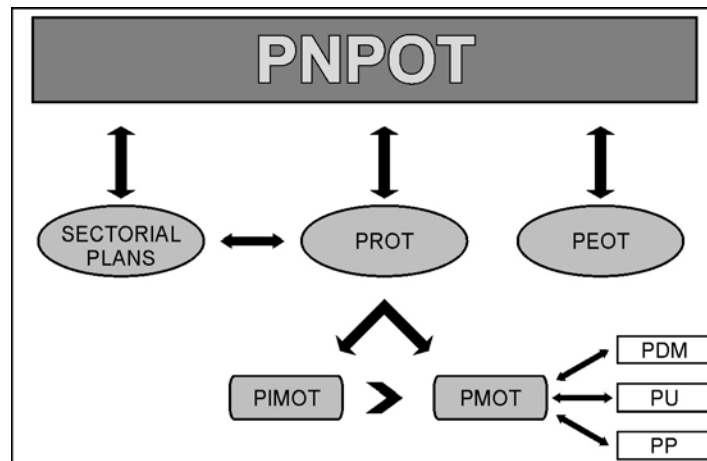 PNPOT
SECTORIAL
PLANS
PROT
PEOT
PIMOT
PMOT
PDM
PU
PP